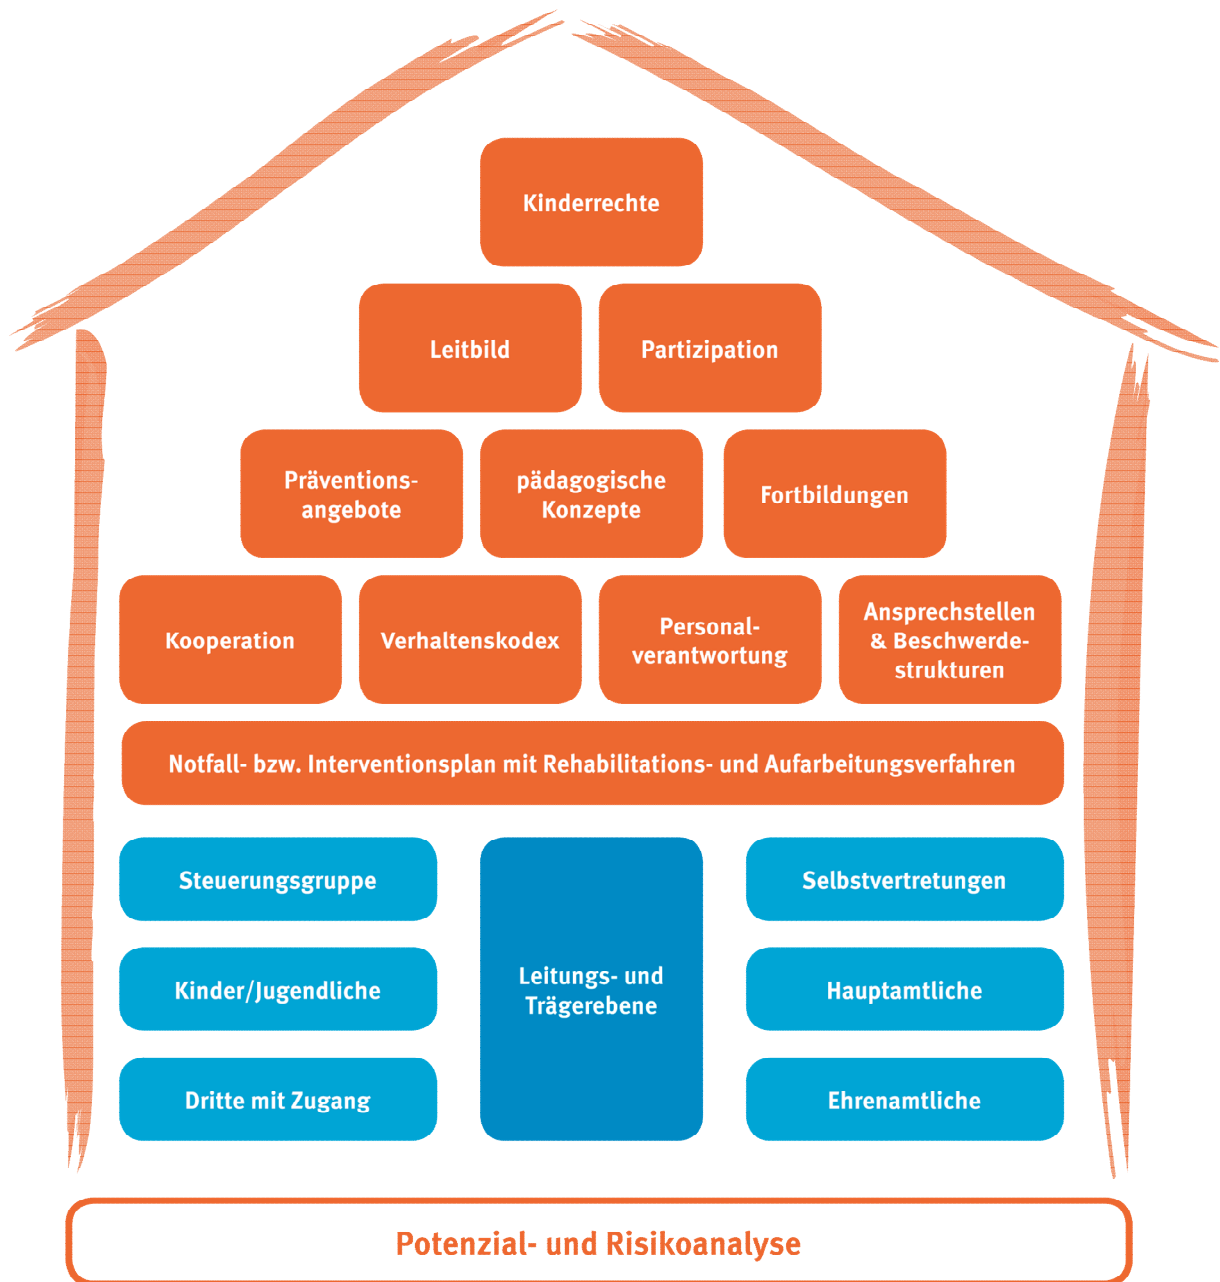 Kinderrechte
Leitbild
Partizipation
Präventions-
angebote
pädagogische
Konzepte
Fortbildungen
Kooperation
Verhaltenskodex
Personal-
verantwortung
Ansprechstellen
& Beschwerde-
strukturen
Notfall- bzw. Interventionsplan mit Rehabilitations- und Aufarbeitungsverfahren
Steuerungsgruppe
Kinder/Jugendliche
Dritte mit Zugang
Leitungs- und
Trägerebene
Selbstvertretungen
Hauptamtliche
Ehrenamtliche
Potenzial- und Risikoanalyse